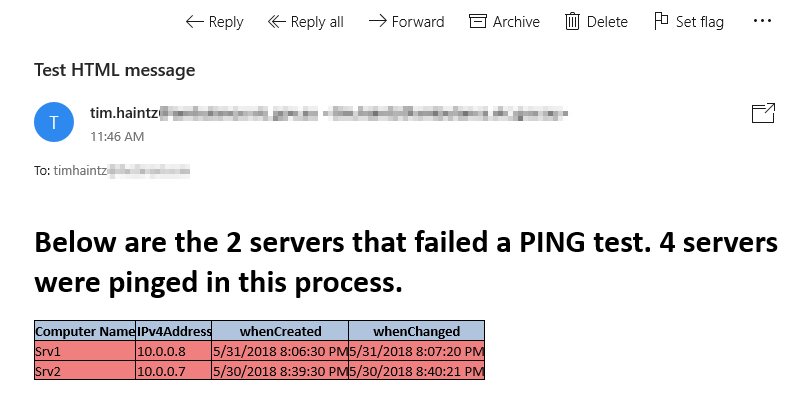 Reply Reply all Forward Archive Delete Set flag ...
Test HTML message
T
tim.haintz
11:46 AM
To: timhaintz
Below are the 2 servers that failed a PING test. 4 servers
were pinged in this process.
Computer Name IPv4Address whenCreated whenChanged
Srv1 10.0.0.8 5/31/2018 8:06:30 PM 5/31/2018 8:07:20 PM
Srv2 10.0.0.7 5/30/2018 8:39:30 PM 5/30/2018 8:40:21 PM